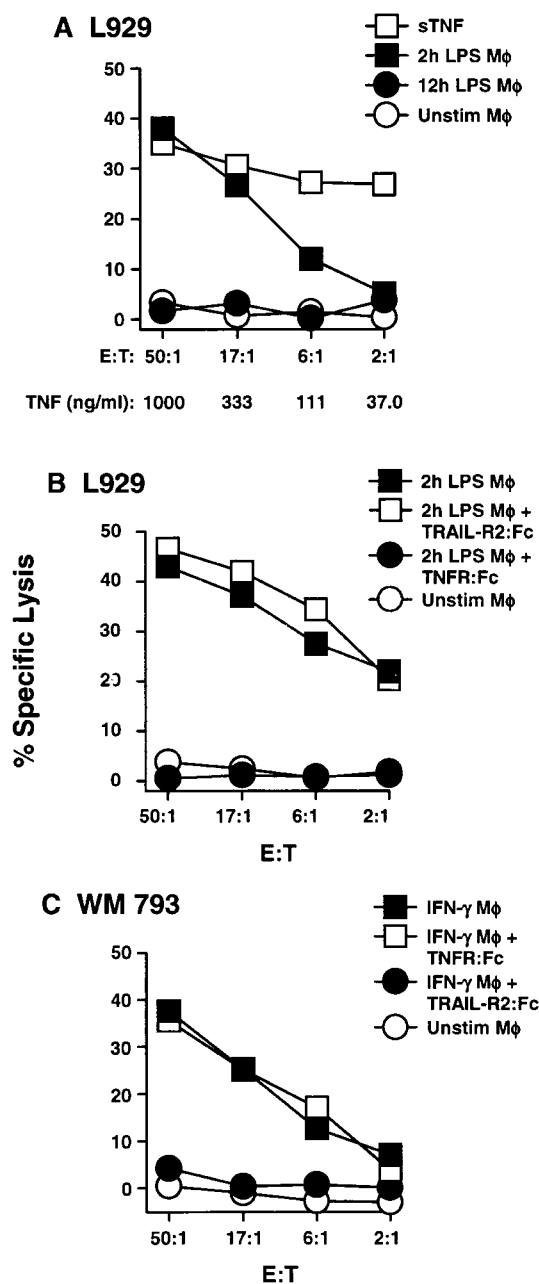 A L929
sTNF
2h LPS Mϕ
12h LPS Mϕ
Unstim Mϕ
50
40
30
20
10
0
E:T: 50:1 17:1 6:1 2:1
TNF (ng/ml): 1000 333 111 37.0
B L929
2h LPS Mϕ
2h LPS Mϕ +
TRAIL-R2:Fc
2h LPS Mϕ +
TNFR:Fc
Unstim Mϕ
% Specific Lysis
50
40
30
20
10
0
50:1 17:1 6:1 2:1
E:T
C WM 793
IFN-γ Mϕ
IFN-γ Mϕ +
TNFR:Fc
IFN-γ Mϕ +
TRAIL-R2:Fc
Unstim Mϕ
50
40
30
20
10
0
50:1 17:1 6:1 2:1
E:T